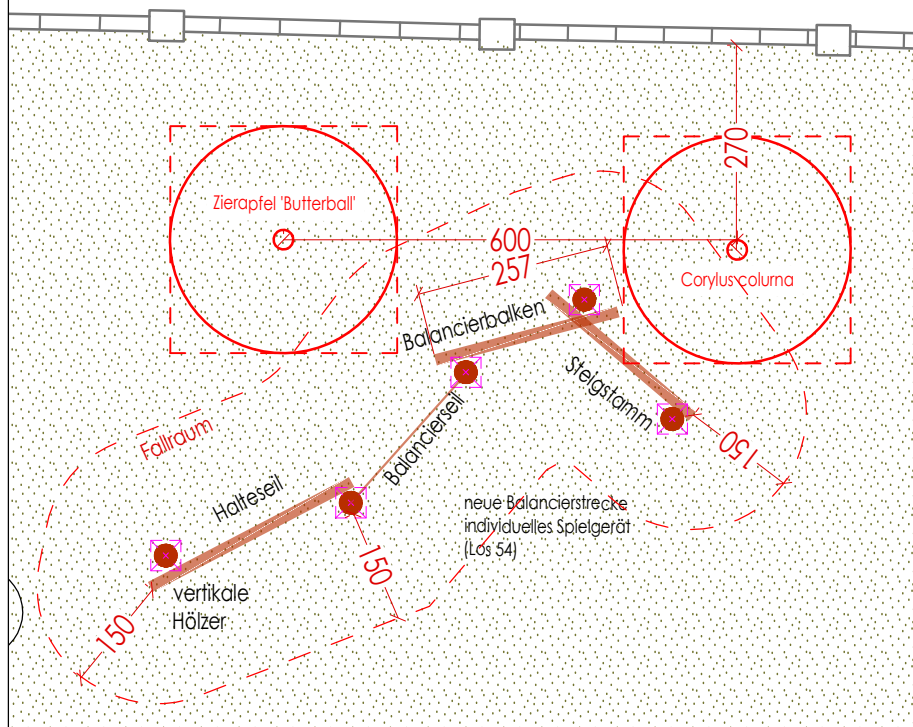 270
Zierapfel 'Butterball'
600
257
Corylus colurna
Balancierbalken
Steigstamm
Balancierseil
Fallraum
150
Halteseil
neue Balancierstrecke
individuelles Spielgerät
(Los 54)
150
vertikale
Hölzer
150